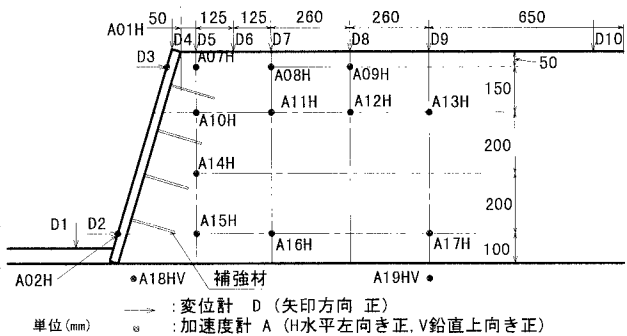 50 125 125 260 260 650
A01H
D4 D5 D6 D7 D8 D9 D10
D3 A07H
A08H A09H
50
150
A10H A11H A12H A13H
200
A14H
200
D1 D2 A15H A16H A17H
100
A02H
A18HV 補強材 A19HV
: 変位計 D (矢印方向 正)
単位(mm) : 加速度計 A (H水平左向き正, V鉛直上向き正)